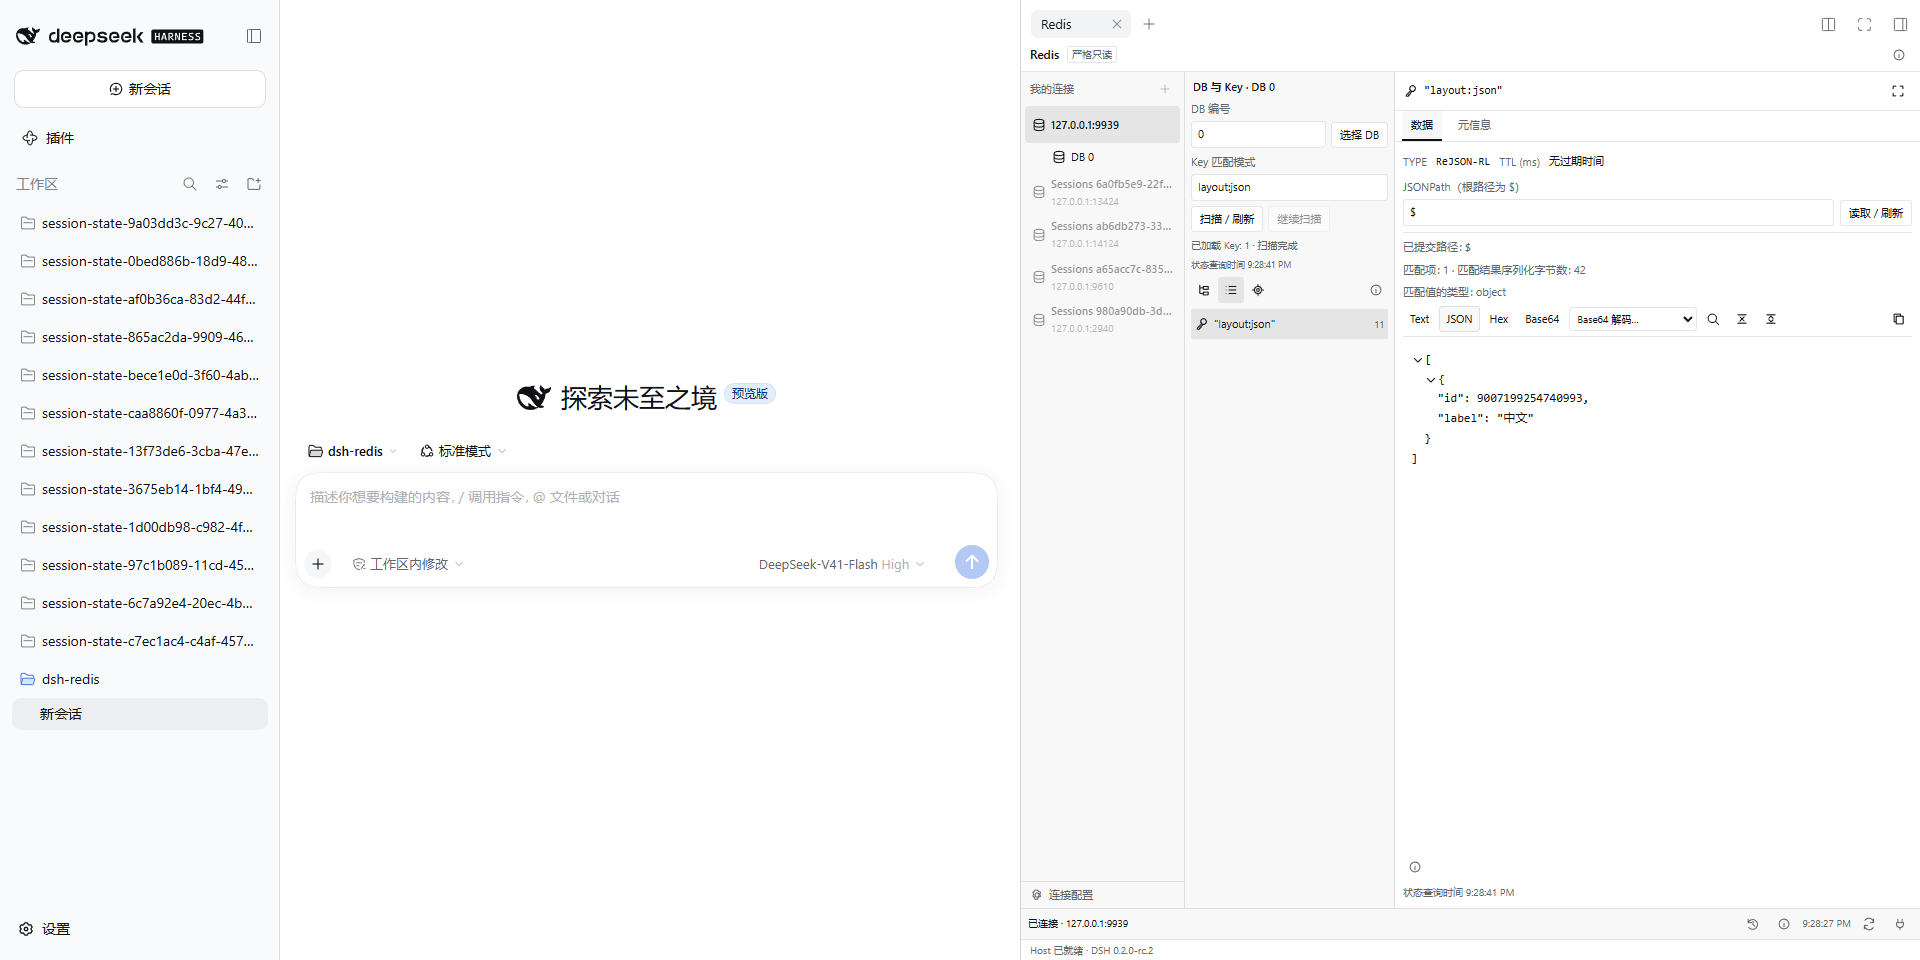 deepseek HARNESS
新会话
插件
工作区
session-state-9a03dd3c-9c27-40...
session-state-0bed886b-18d9-48...
session-state-af0b36ca-83d2-44f...
session-state-865ac2da-9909-46...
session-state-bece1e0d-3f60-4ab...
session-state-caa8860f-0977-4a3...
session-state-13f73de6-3cba-47e...
session-state-3675eb14-1bf4-49...
session-state-1d00db98-c982-4f...
session-state-97c1b089-11cd-45...
session-state-6c7a92e4-20ec-4b...
session-state-c7ec1ac4-c4af-457...
dsh-redis
新会话
设置
探索未至之境 预览版
dsh-redis 标准模式
描述你想要构建的内容, / 调用指令, @ 文件或对话
工作区内修改 DeepSeek-V41-Flash High
Redis
Redis 严格只读
我的连接
127.0.0.1:9939
DB 0
Sessions 6a0fb5e9-22f...
127.0.0.1:13424
Sessions ab6db273-33...
127.0.0.1:14124
Sessions a65acc7c-835...
127.0.0.1:9610
Sessions 980a90db-3d...
127.0.0.1:2940
连接配置
DB 与 Key · DB 0
DB 编号
0 选择 DB
Key 匹配模式
layout:json
扫描 / 刷新 继续扫描
已加载 Key: 1 · 扫描完成
状态查询时间 9:28:41 PM
"layout:json" 11
"layout:json"
数据 元信息
TYPE ReJSON-RL TTL (ms) 无过期时间
JSONPath (根路径为 $)
$ 读取 / 刷新
已提交路径: $
匹配项: 1 · 匹配结果序列化字节数: 42
匹配值的类型: object
Text JSON Hex Base64 Base64 解码...
[
{
"id": 9007199254740993,
"label": "中文"
}
]
状态查询时间 9:28:41 PM
已连接 · 127.0.0.1:9939 9:28:27 PM
Host 已就绪 · DSH 0.2.0-rc.2